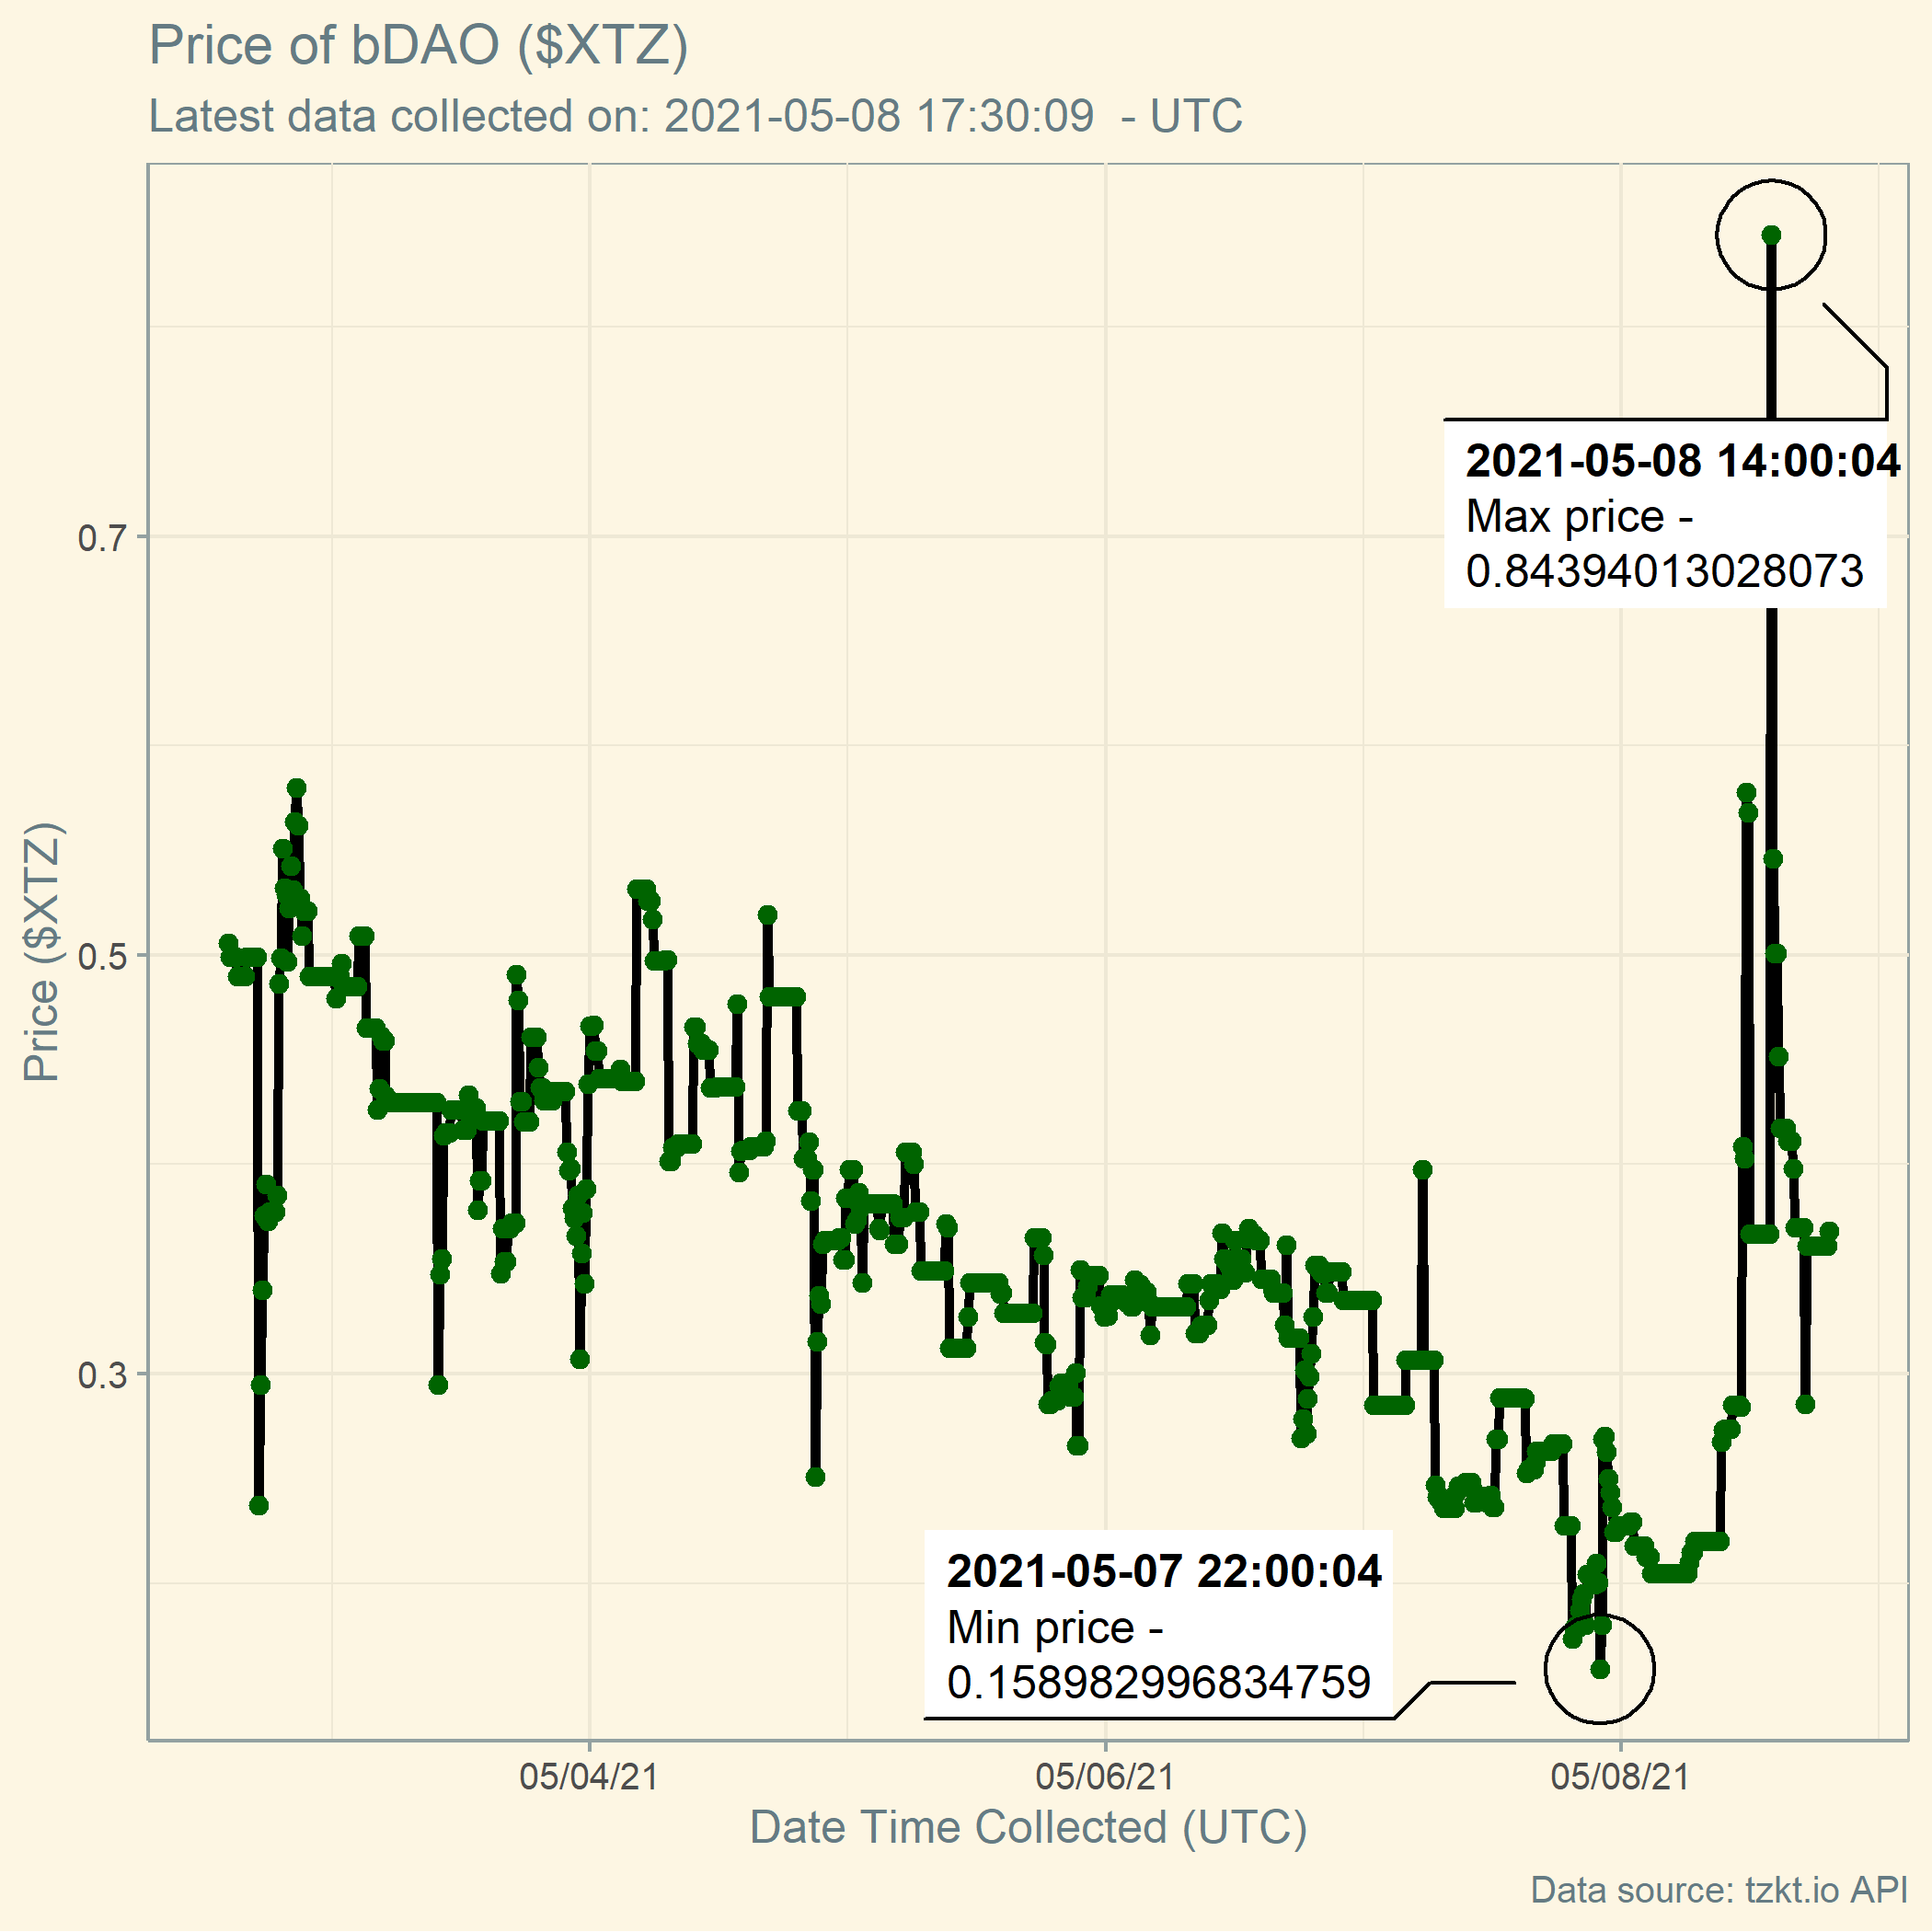 Price of bDAO ($XTZ)
Latest data collected on: 2021-05-08 17:30:09  - UTC
Price ($XTZ)
0.7
0.5
0.3
2021-05-08 14:00:04
Max price -
0.84394013028073
2021-05-07 22:00:04
Min price -
0.158982996834759
05/04/21
05/06/21
05/08/21
Date Time Collected (UTC)
Data source: tzkt.io API